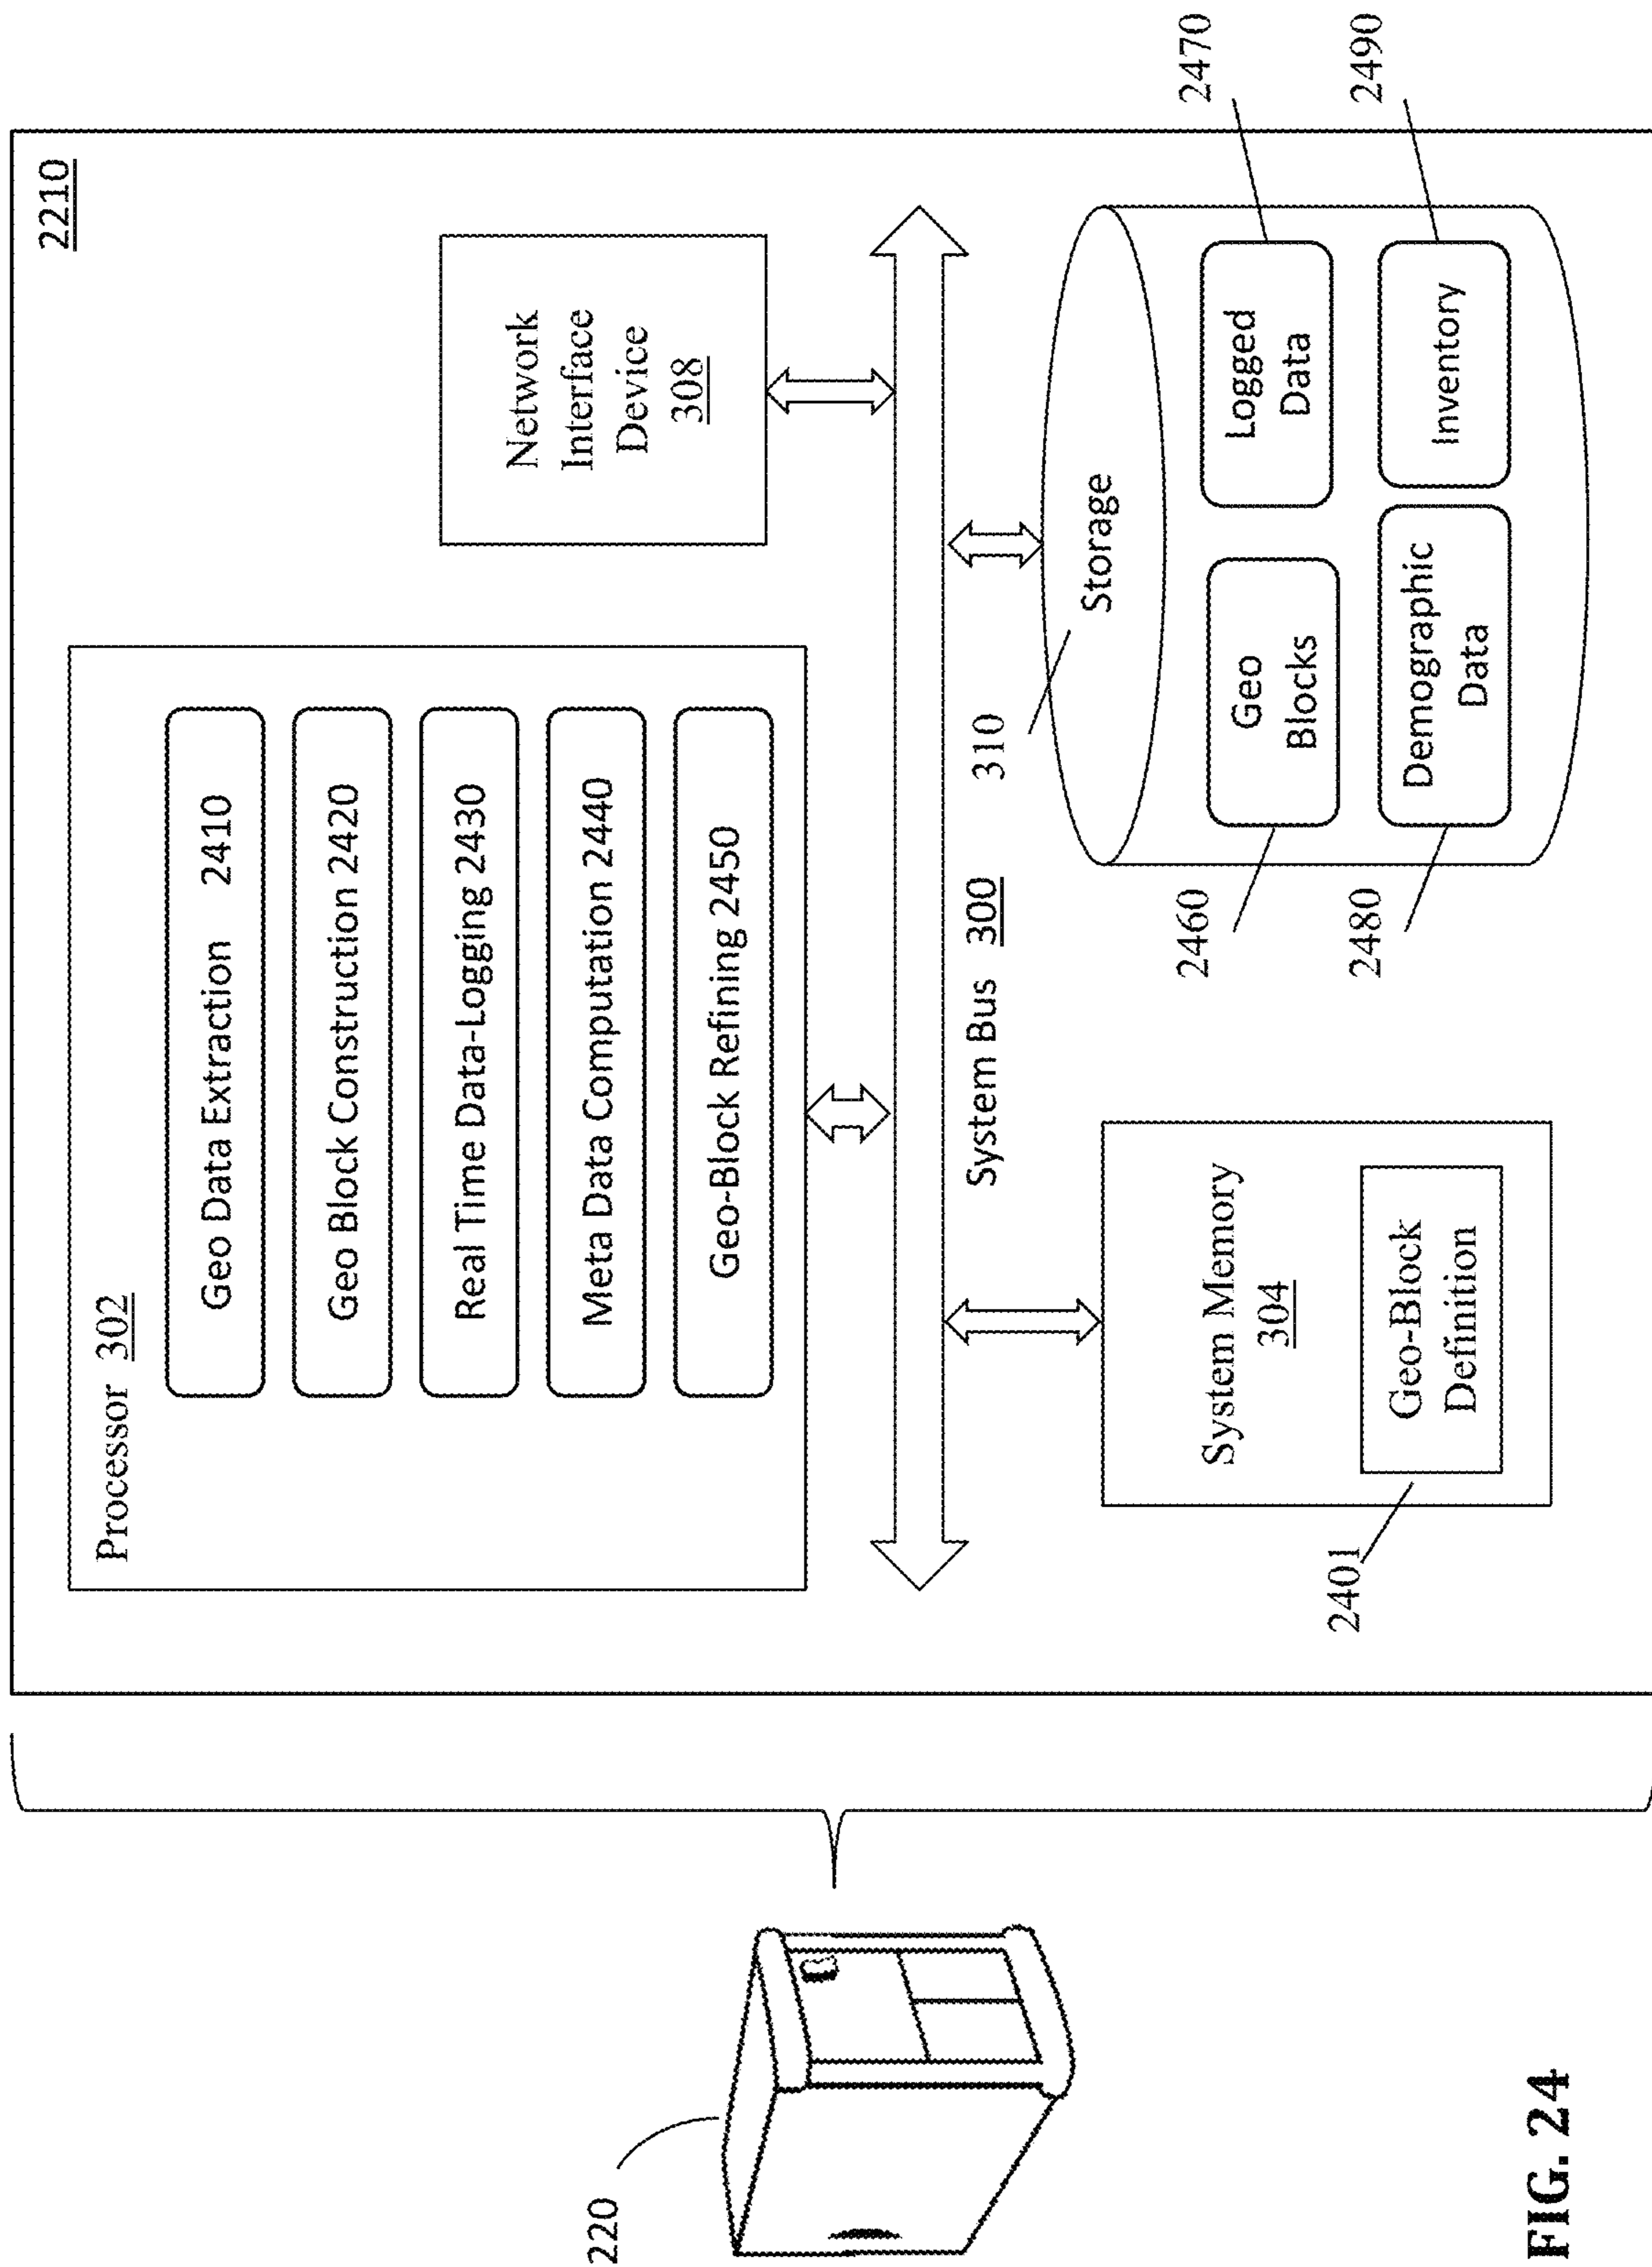 2210
Processor 302
Geo Data Extraction 2410
Geo Block Construction 2420
Real Time Data-Logging 2430
Meta Data Computation 2440
Geo-Block Refining 2450
Network
Interface
Device
308
System Bus 300
System Memory
304
Geo-Block
Definition
2401
310
Storage
Geo
Blocks
2460
Logged
Data
2470
Demographic
Data
2480
Inventory
2490
220
FIG. 24